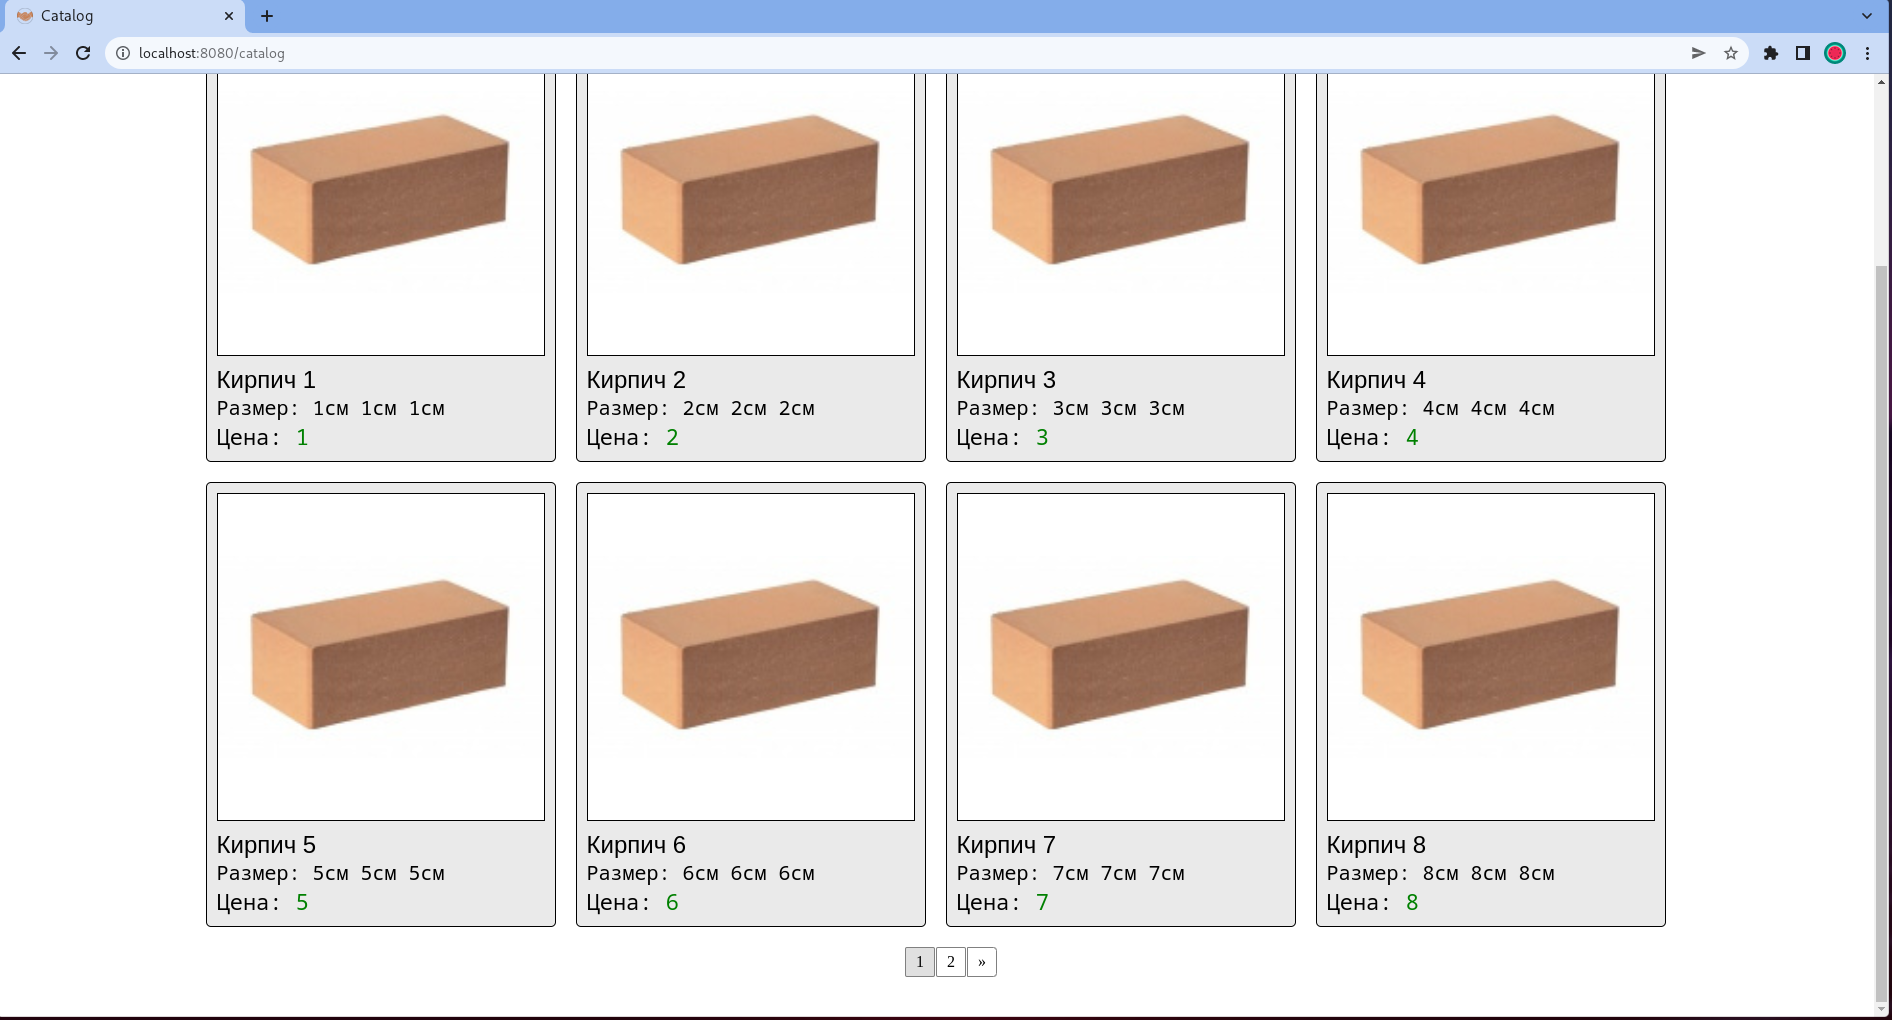 Catalog
localhost:8080/catalog
Кирпич 1
Размер: 1см 1см 1см
Цена: 1
Кирпич 2
Размер: 2см 2см 2см
Цена: 2
Кирпич 3
Размер: 3см 3см 3см
Цена: 3
Кирпич 4
Размер: 4см 4см 4см
Цена: 4
Кирпич 5
Размер: 5см 5см 5см
Цена: 5
Кирпич 6
Размер: 6см 6см 6см
Цена: 6
Кирпич 7
Размер: 7см 7см 7см
Цена: 7
Кирпич 8
Размер: 8см 8см 8см
Цена: 8
1 2 »